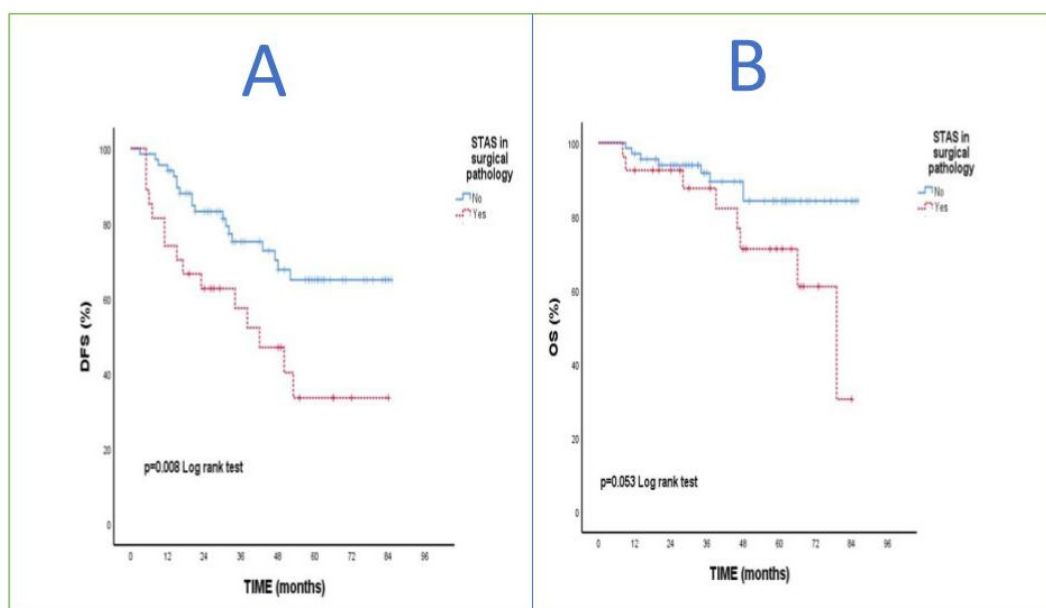 A
DFS (%)
100
80
60
40
20
0
0 12 24 36 48 60 72 84 96
TIME (months)
STAS in
surgical
pathology
No
Yes
p=0.008 Log rank test
B
OS (%)
100
80
60
40
20
0
0 12 24 36 48 60 72 84 96
TIME (months)
STAS in
surgical
pathology
No
Yes
p=0.053 Log rank test